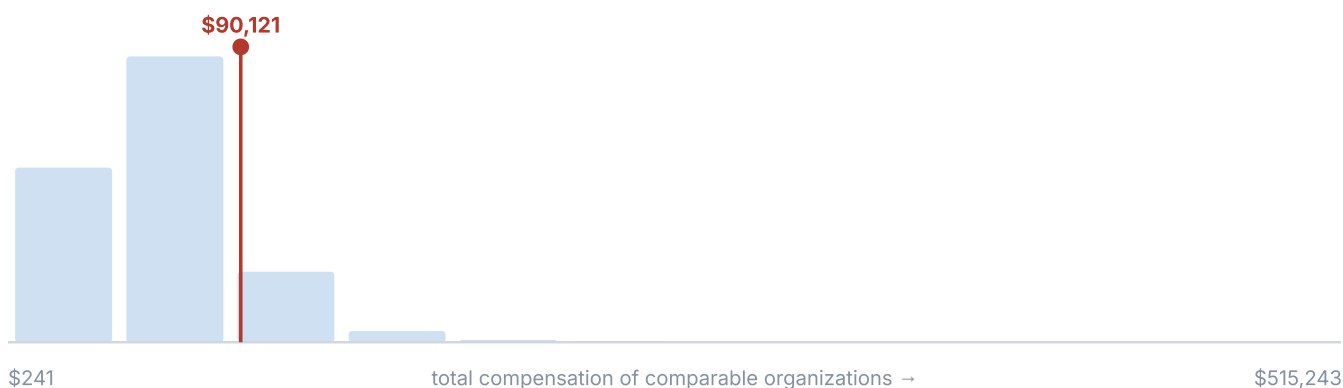 $90,121
$241 total compensation of comparable organizations → $515,243